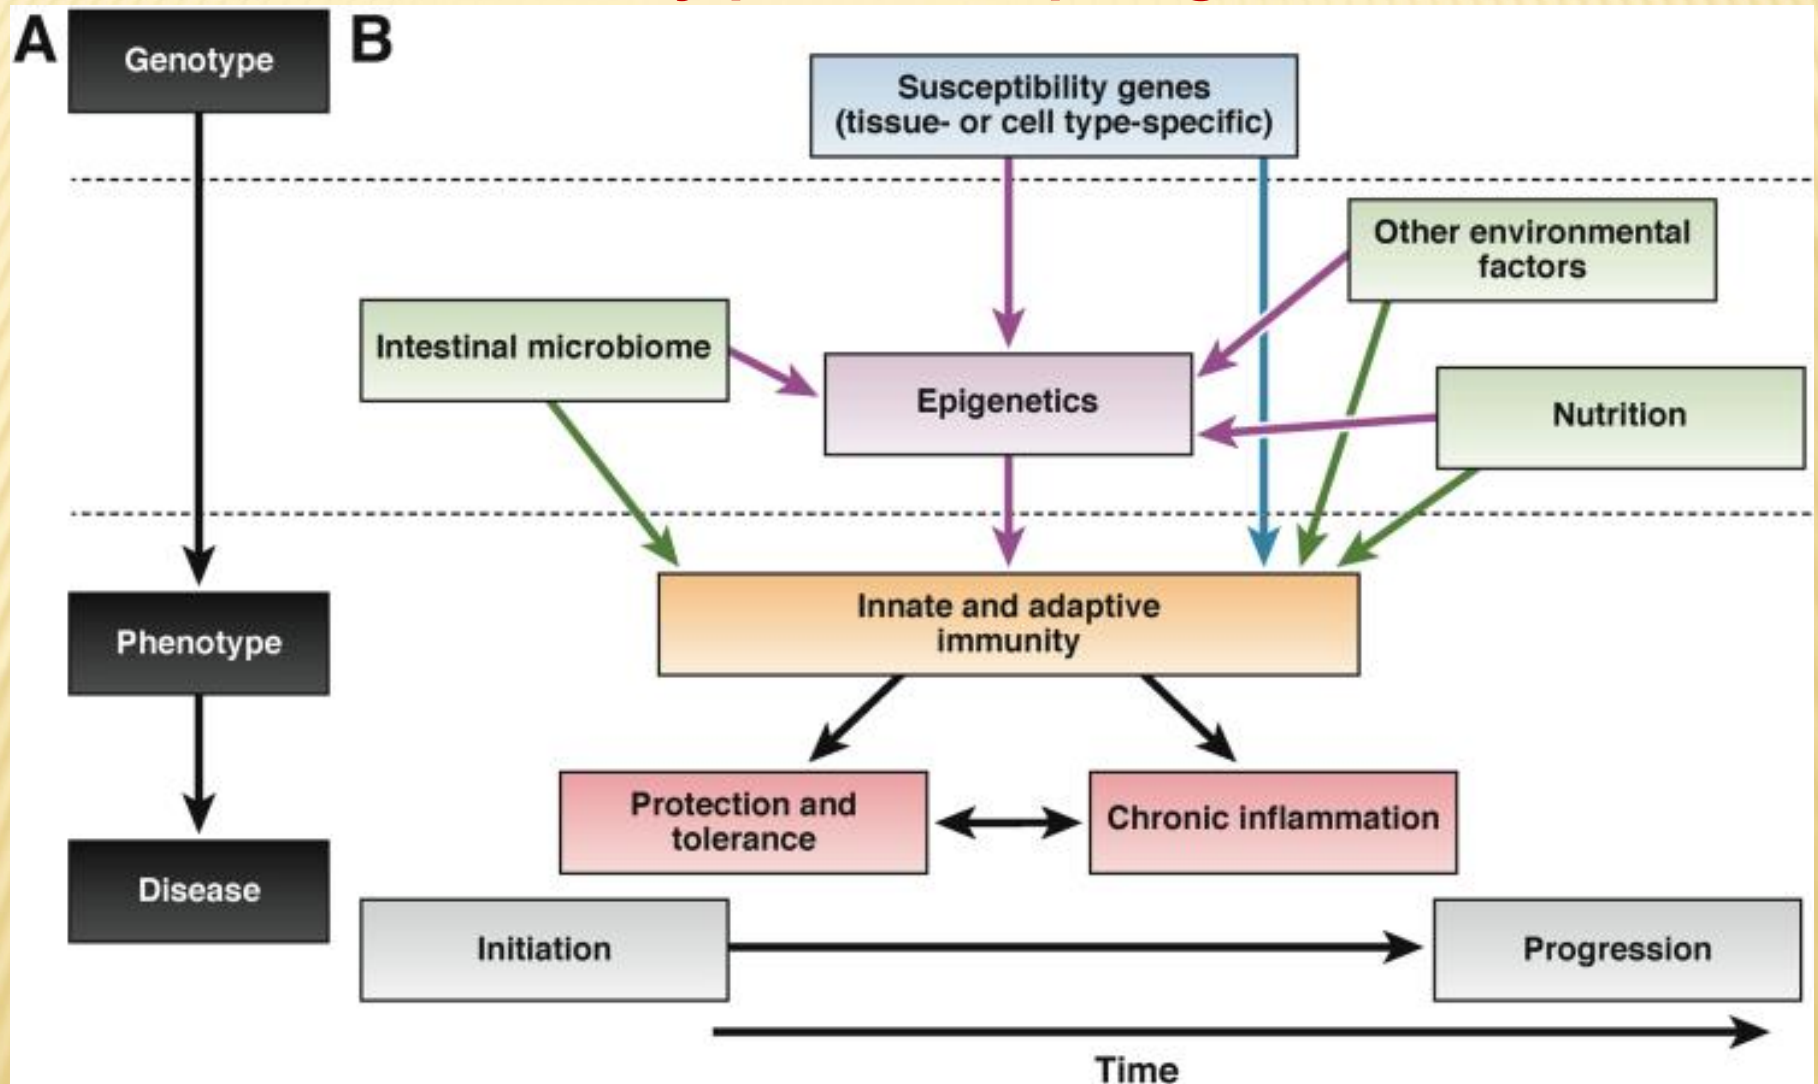 A
Genotype
Phenotype
Disease
B
Susceptibility genes
(tissue- or cell type-specific)
Other environmental
factors
Intestinal microbiome
Epigenetics
Nutrition
Innate and adaptive
immunity
Protection and
tolerance
Chronic inflammation
Initiation
Progression
Time